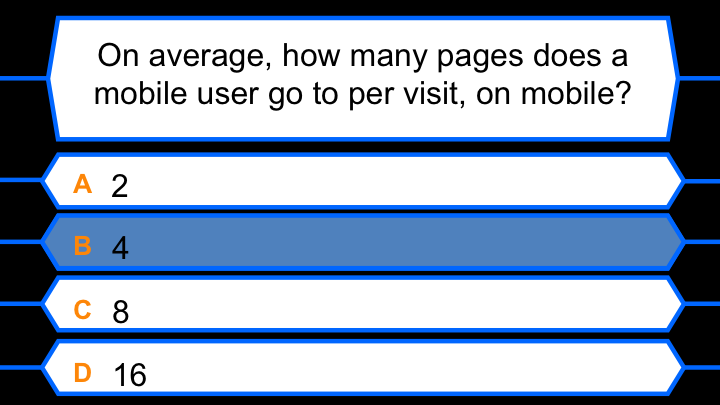 On average, how many pages does a
mobile user go to per visit, on mobile?
A 2
B 4
C 8
D 16